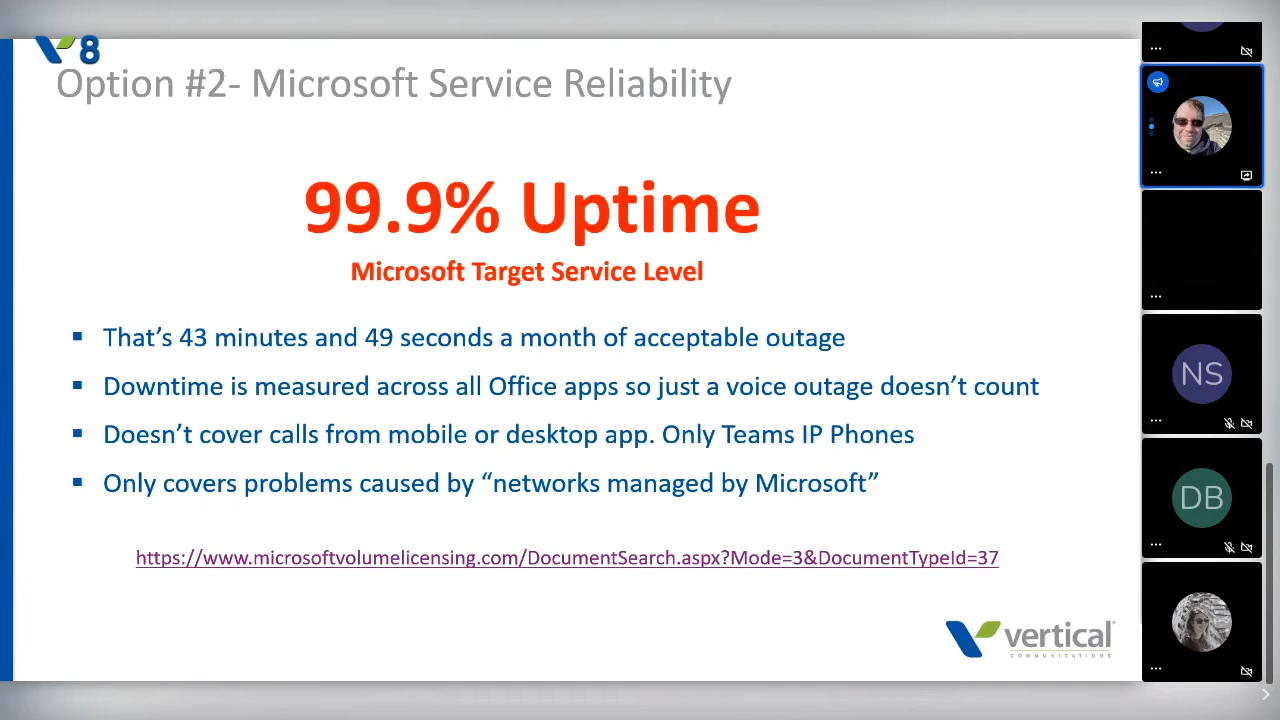 V 8
Option #2- Microsoft Service Reliability
99.9% Uptime
Microsoft Target Service Level
▪ That’s 43 minutes and 49 seconds a month of acceptable outage
▪ Downtime is measured across all Office apps so just a voice outage doesn’t count
▪ Doesn’t cover calls from mobile or desktop app. Only Teams IP Phones
▪ Only covers problems caused by “networks managed by Microsoft”
https://www.microsoftvolumelicensing.com/DocumentSearch.aspx?Mode=3&DocumentTypeId=37
vertical
COMMUNICATIONS
NS
DB